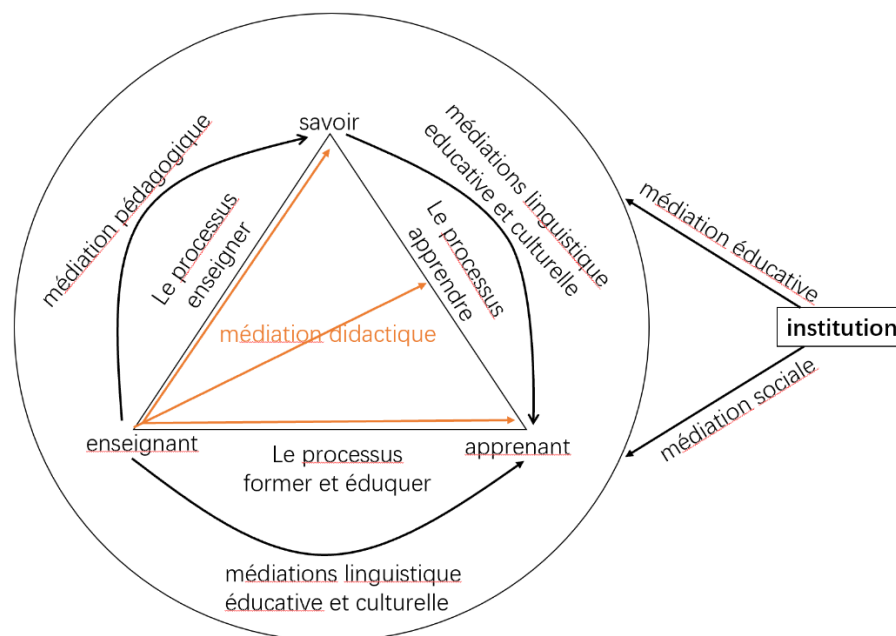 savoir
médiation pédagogique
Le processus
enseigner
médiations linguistique
educative et culturelle
Le processus
apprendre
médiation didactique
enseignant
apprenant
Le processus
former et éduquer
médiations linguistique
éducative et culturelle
médiation éducative
institution
médiation sociale